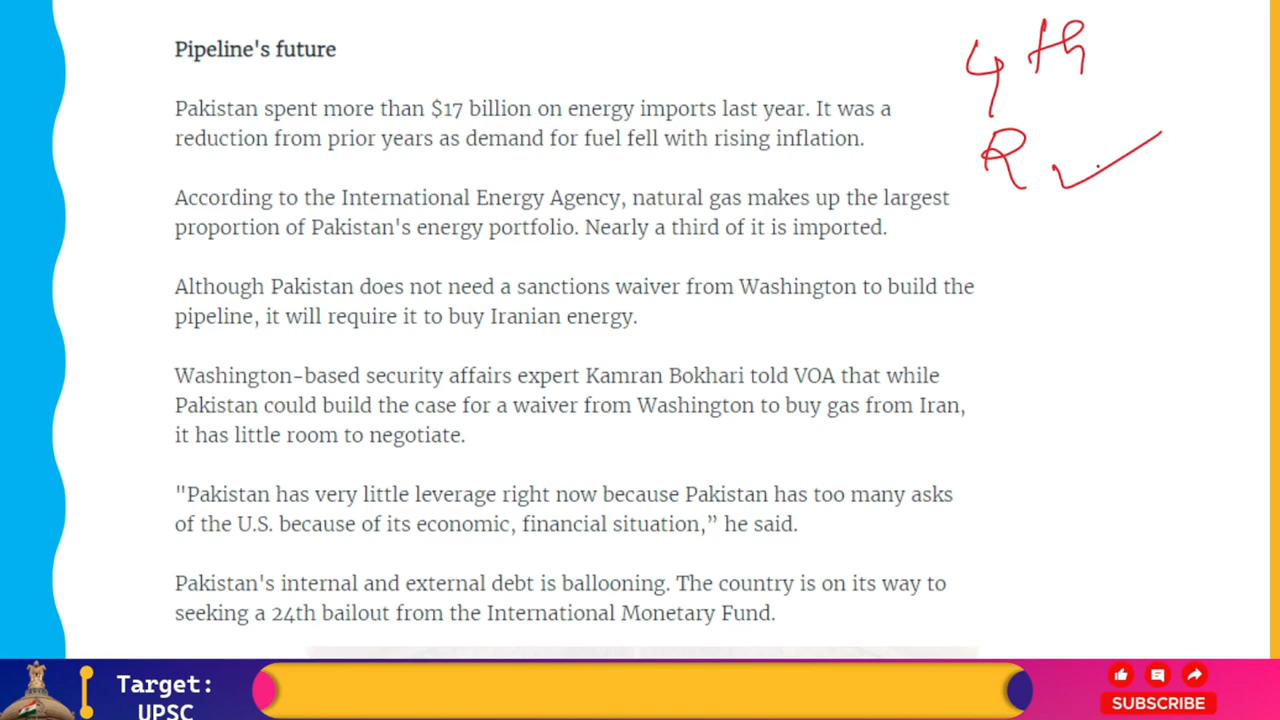 Pipeline's future
4th
Pakistan spent more than $17 billion on energy imports last year. It was a
reduction from prior years as demand for fuel fell with rising inflation.
R
According to the International Energy Agency, natural gas makes up the largest
proportion of Pakistan's energy portfolio. Nearly a third of it is imported.
Although Pakistan does not need a sanctions waiver from Washington to build the
pipeline, it will require it to buy Iranian energy.
Washington-based security affairs expert Kamran Bokhari told VOA that while
Pakistan could build the case for a waiver from Washington to buy gas from Iran,
it has little room to negotiate.
"Pakistan has very little leverage right now because Pakistan has too many asks
of the U.S. because of its economic, financial situation,” he said.
Pakistan's internal and external debt is ballooning. The country is on its way to
seeking a 24th bailout from the International Monetary Fund.
Target:
UPSC
SUBSCRIBE